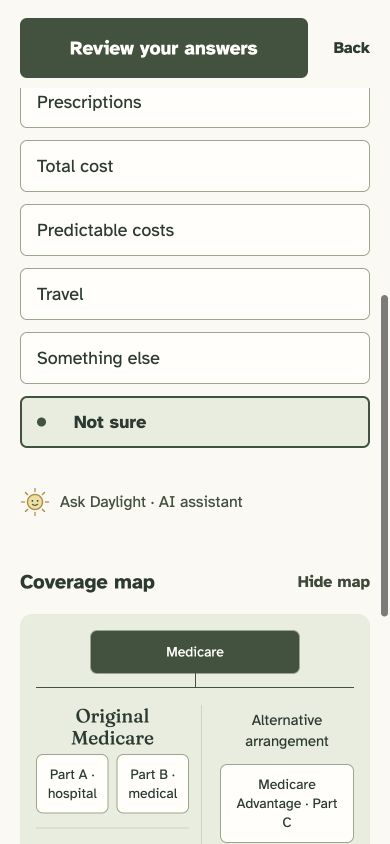 Review your answers
Back
Prescriptions
Total cost
Predictable costs
Travel
Something else
Not sure
Ask Daylight · AI assistant
Coverage map
Hide map
Medicare
Original
Medicare
Part A ·
hospital
Part B ·
medical
Alternative
arrangement
Medicare
Advantage · Part
C